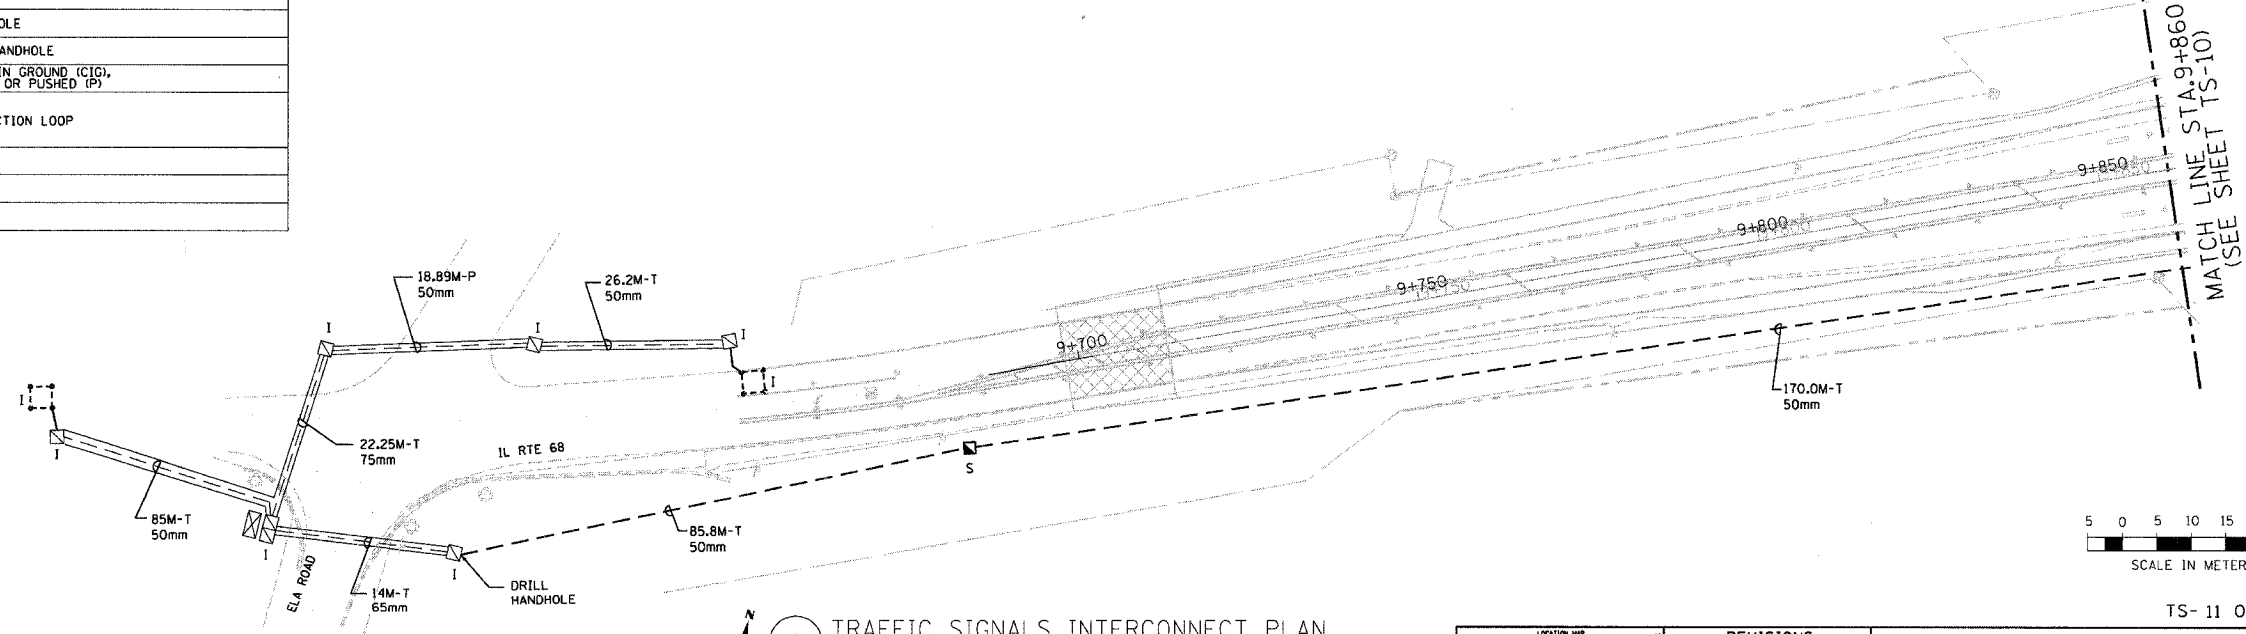 OLE
ANDHOLE
IN GROUND (CIG),
OR PUSHED (P)
CTION LOOP
MATCH LINE STA.9+860
(SEE SHEET TS-10)
9+850
9+800
9+750
9+700
18.89M-P
50mm
26.2M-T
50mm
I
I
I
I
I
22.25M-T
75mm
IL RTE 68
170.0M-T
50mm
I
S
85M-T
50mm
85.8M-T
50mm
I
I
ELA ROAD
14M-T
65mm
DRILL
HANDHOLE
5 0 5 10 15
SCALE IN METER
TS- 11 O
N
TRAFFIC SIGNALS INTERCONNECT PLAN
LOCATION MAP
REVISIONS